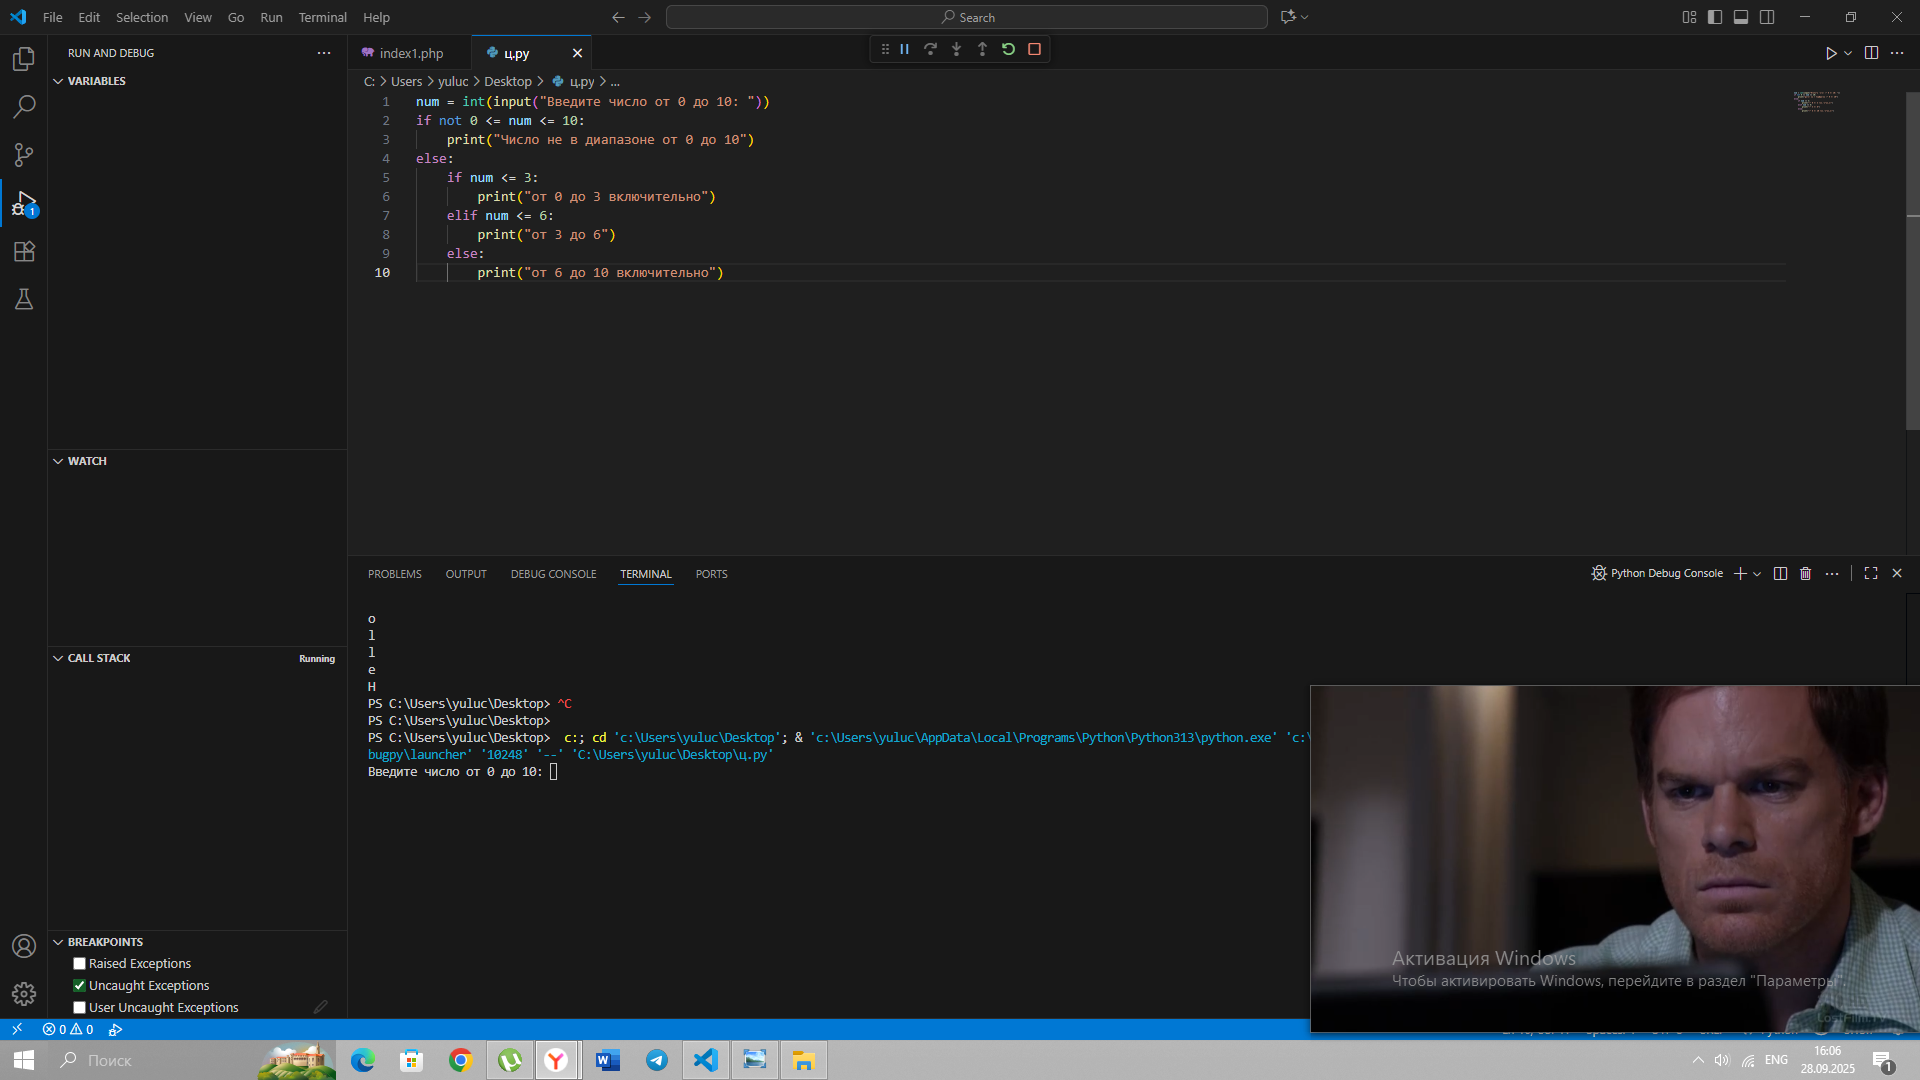 File Edit Selection View Go Run Terminal Help
Search
RUN AND DEBUG
index1.php
ц.py
VARIABLES
C: > Users > yuluc > Desktop > ц.py > ...
1 num = int(input("Введите число от 0 до 10: "))
2 if not 0 <= num <= 10:
3 print("Число не в диапазоне от 0 до 10")
4 else:
5 if num <= 3:
6 print("от 0 до 3 включительно")
7 elif num <= 6:
8 print("от 3 до 6")
9 else:
10 print("от 6 до 10 включительно")
1
WATCH
CALL STACK
Running
BREAKPOINTS
Raised Exceptions
Uncaught Exceptions
User Uncaught Exceptions
PROBLEMS OUTPUT DEBUG CONSOLE TERMINAL PORTS
Python Debug Console
o
l
l
e
H
PS C:\Users\yuluc\Desktop> ^C
PS C:\Users\yuluc\Desktop>
PS C:\Users\yuluc\Desktop> c:; cd 'c:\Users\yuluc\Desktop'; & 'c:\Users\yuluc\AppData\Local\Programs\Python\Python313\python.exe' 'c:\
bugpy\launcher' '10248' '--' 'C:\Users\yuluc\Desktop\ц.py'
Введите число от 0 до 10:
Активация Windows
Чтобы активировать Windows, перейдите в раздел "Параметры".
0 0
Поиск
ENG
16:06
28.09.2025
1